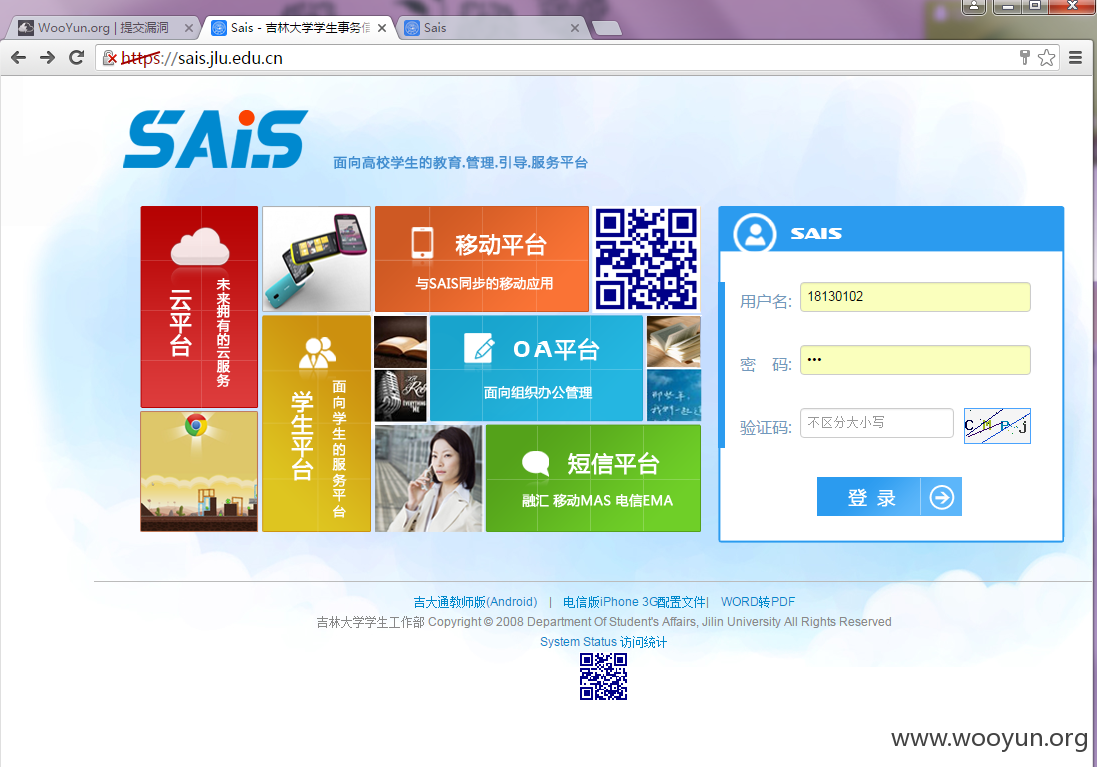 WooYun.org | 提交漏洞
Sais - 吉林大学学生事务信
Sais
https://sais.jlu.edu.cn
SAiS
面向高校学生的教育.管理.引导.服务平台
云平台
未来拥有的云服务
移动平台
与SAIS同步的移动应用
学生平台
面向学生的服务平台
OA平台
面向组织办公管理
短信平台
融汇 移动MAS 电信EMA
SAIS
用户名:
18130102
密 码:
验证码:
不区分大小写
登 录
吉大通教师版(Android) | 电信版iPhone 3G配置文件| WORD转PDF
吉林大学学生工作部 Copyright © 2008 Department Of Student's Affairs, Jilin University All Rights Reserved
System Status 访问统计
www.wooyun.org